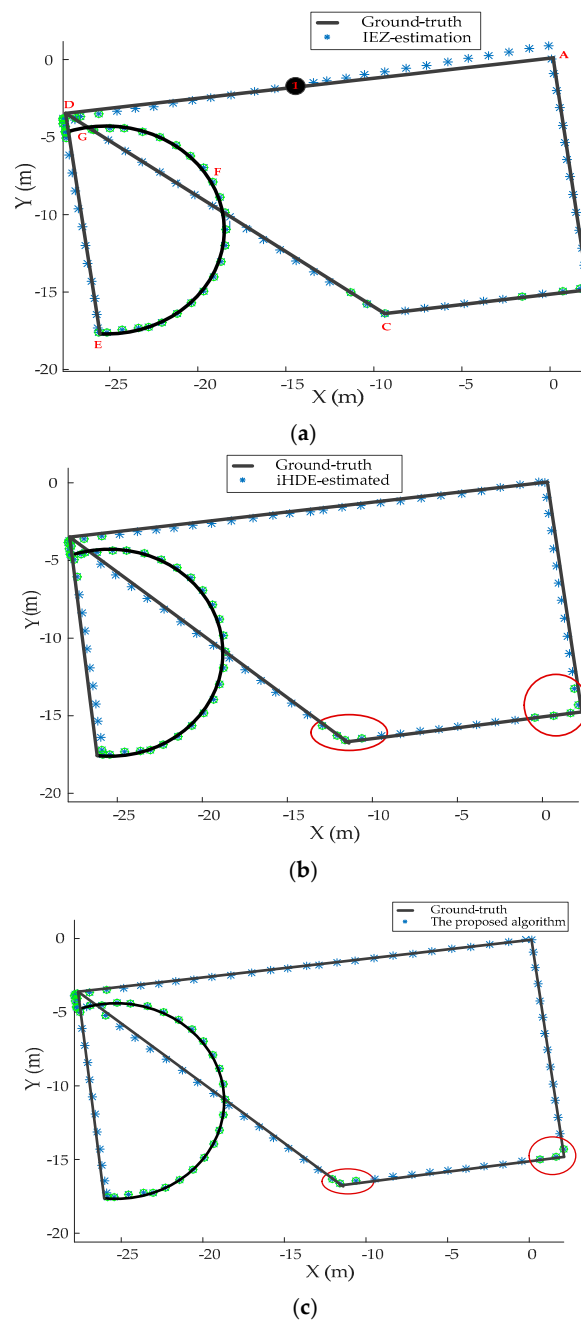 Ground-truth
IEZ-estimation
0
-5
-10
-15
-20
Y (m)
A
I
D
G
F
C
E
-25
-20
-15
-10
-5
0
X (m)
(a)
Ground-truth
iHDE-estimated
0
-5
-10
-15
-20
Y(m)
-25
-20
-15
-10
-5
0
X (m)
(b)
Ground-truth
The proposed algorithm
0
-5
-10
-15
-20
Y (m)
-25
-20
-15
-10
-5
0
X (m)
(c)